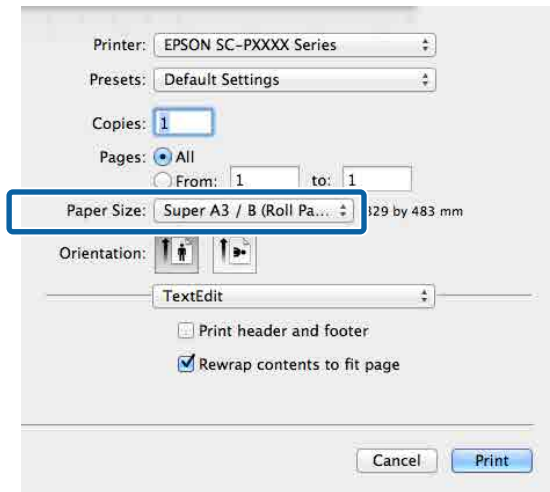 Printer: EPSON SC-PXXXX Series
Presets: Default Settings
Copies: 1
Pages: All
From: 1 to: 1
Paper Size: Super A3 / B (Roll Pa... 329 by 483 mm
Orientation:
TextEdit
Print header and footer
Rewrap contents to fit page
Cancel Print